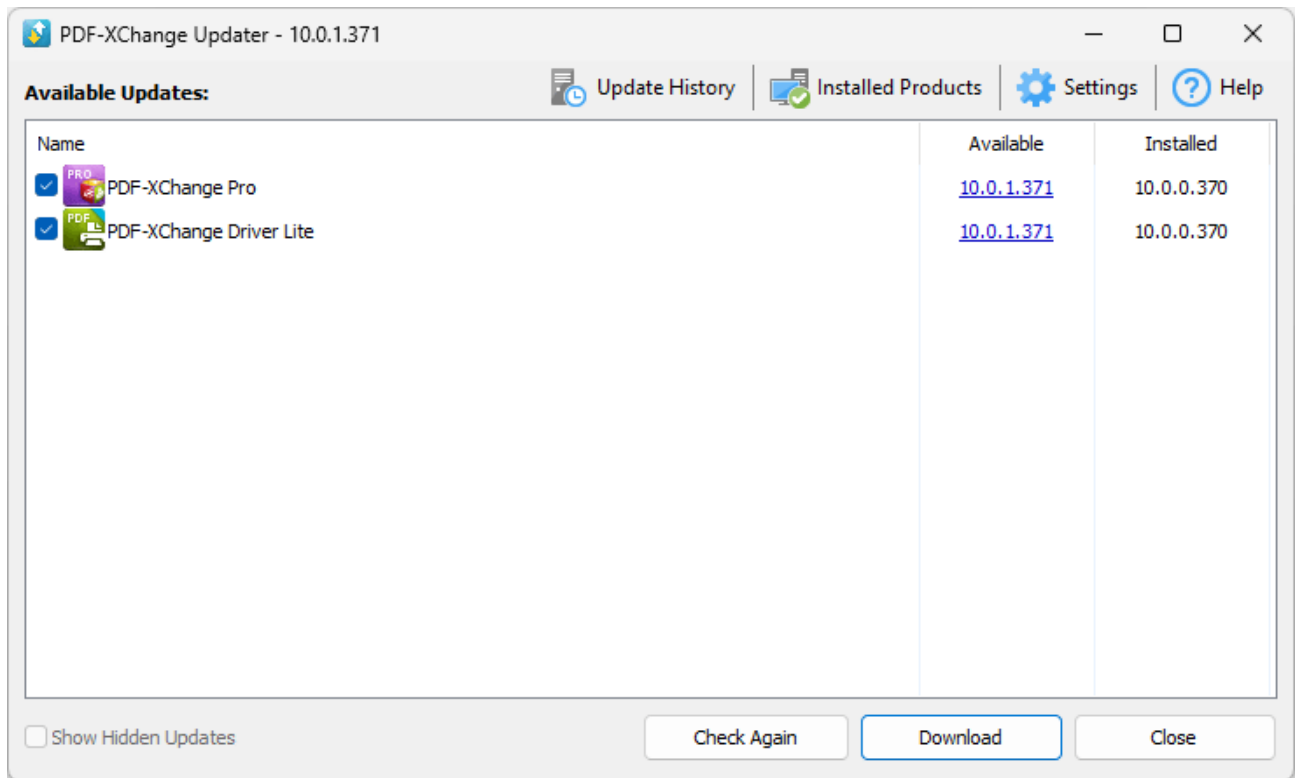 PDF-XChange Updater - 10.0.1.371
Available Updates: Update History Installed Products Settings ? Help
Name Available Installed
PRO PDF-XChange Pro 10.0.1.371 10.0.0.370
PDF PDF-XChange Driver Lite 10.0.1.371 10.0.0.370
Show Hidden Updates Check Again Download Close